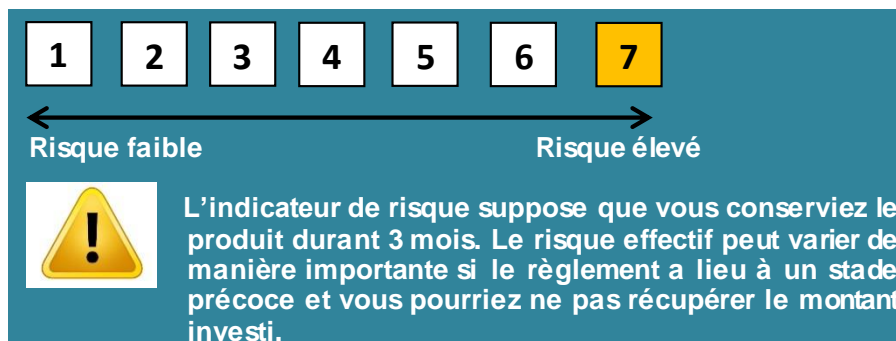 1 2 3 4 5 6 7
Risque faible Risque élevé
L'indicateur de risque suppose que vous conserviez le
produit durant 3 mois. Le risque effectif peut varier de
manière importante si le règlement a lieu à un stade
précoce et vous pourriez ne pas récupérer le montant
investi.